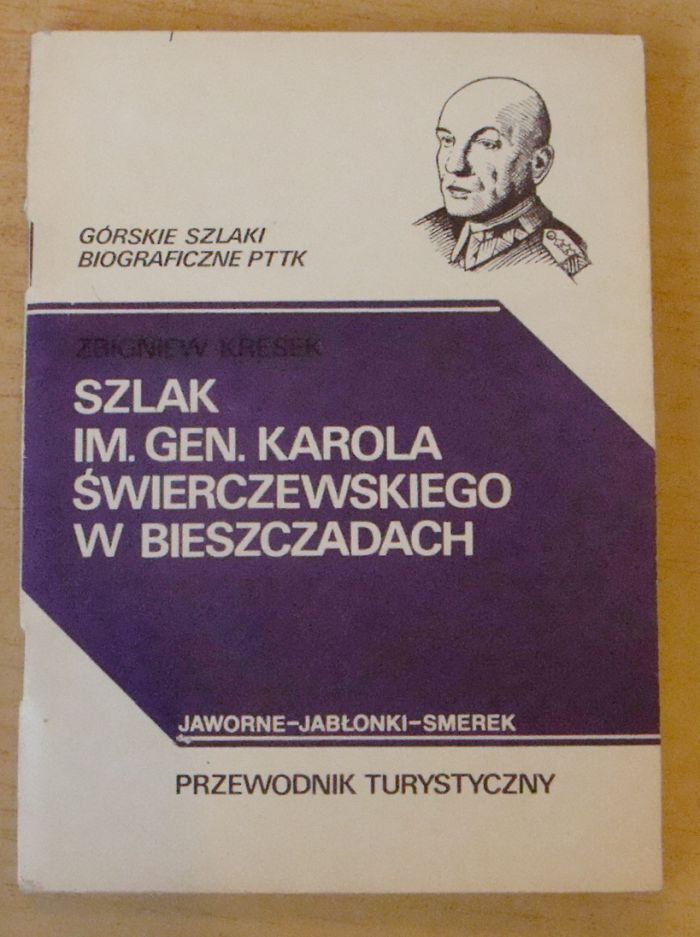 GÓRSKIE SZLAKI
BIOGRAFICZNE PTTK
ZBIGNIEW KRESEK
SZLAK
IM. GEN. KAROLA
ŚWIERCZEWSKIEGO
W BIESZCZADACH
JAWORNE-JABŁONKI-SMEREK
PRZEWODNIK TURYSTYCZNY